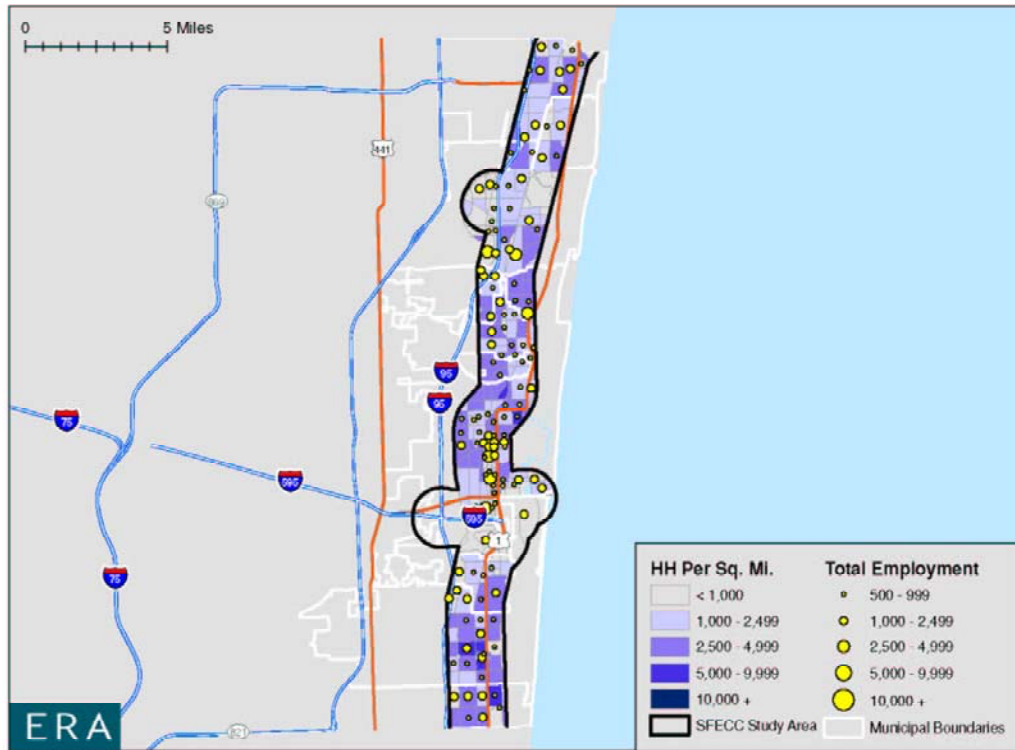 0 5 Miles
441
869
95
95
75
595
595
1
75
821
HH Per Sq. Mi.
< 1,000
1,000 - 2,499
2,500 - 4,999
5,000 - 9,999
10,000 +
SFECC Study Area
Total Employment
500 - 999
1,000 - 2,499
2,500 - 4,999
5,000 - 9,999
10,000 +
Municipal Boundaries
ERA